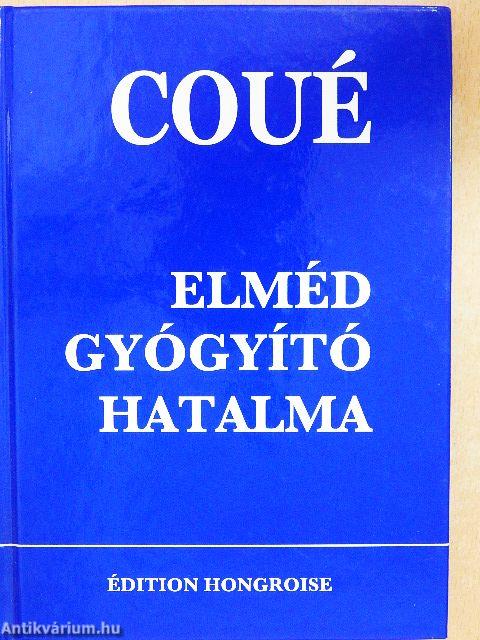 COUÉ
ELMÉD
GYÓGYÍTÓ
HATALMA
ÉDITION HONGROISE
Antikvárium.hu